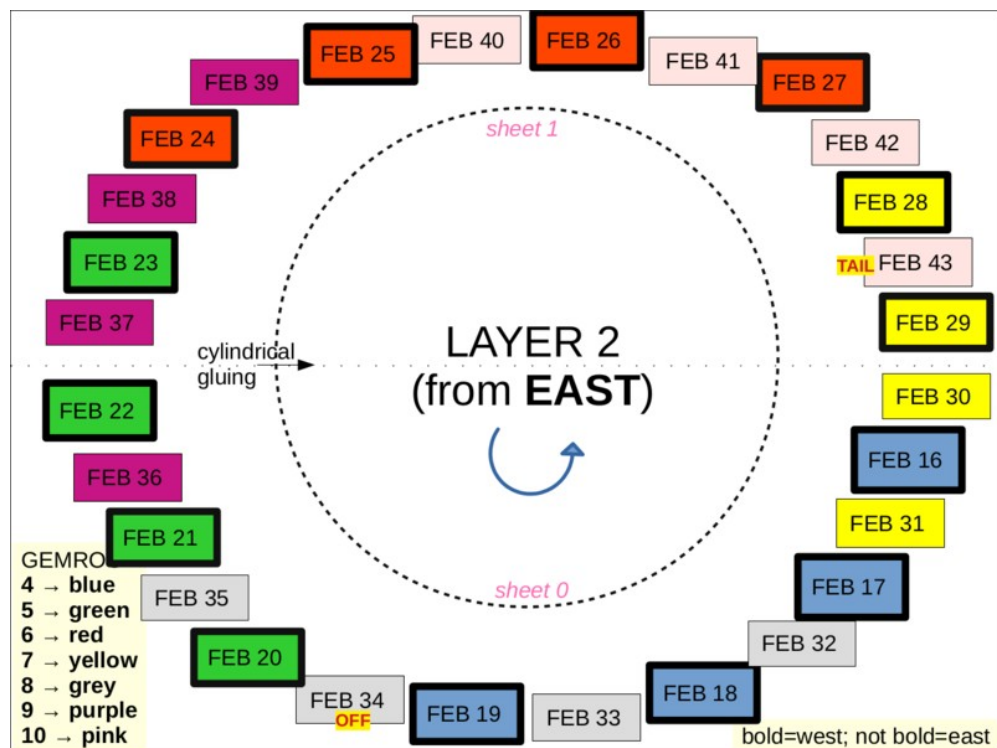 FEB 40
FEB 26
FEB 25
FEB 41
FEB 39
FEB 27
sheet 1
FEB 24
FEB 42
FEB 38
FEB 28
FEB 23
TAIL
FEB 43
FEB 37
FEB 29
LAYER 2
cylindrical
gluing
(from EAST)
FEB 30
FEB 22
FEB 16
FEB 36
FEB 31
FEB 21
GEMROC
4 → blue
5 → green
6 → red
7 → yellow
8 → grey
9 → purple
10 → pink
FEB 17
sheet 0
FEB 35
FEB 32
FEB 20
FEB 18
FEB 34
OFF
FEB 19
FEB 33
bold=west; not bold=east